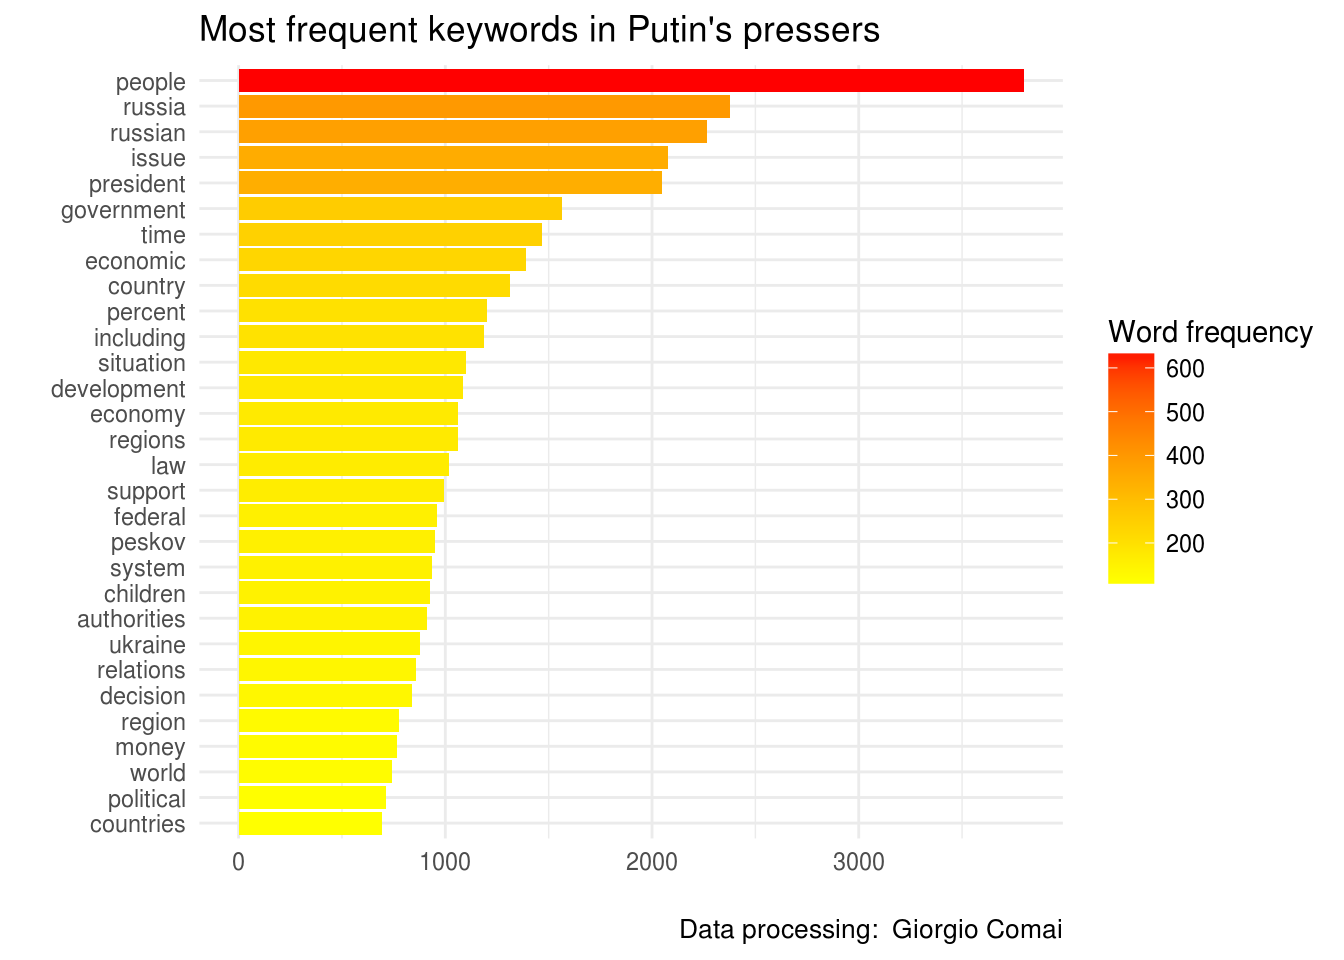 Most frequent keywords in Putin's pressers
people
russia
russian
issue
president
government
time
economic
country
percent
including
situation
development
economy
regions
law
support
federal
peskov
system
children
authorities
ukraine
relations
decision
region
money
world
political
countries
0 1000 2000 3000
Word frequency
600
500
400
300
200
Data processing:  Giorgio Comai